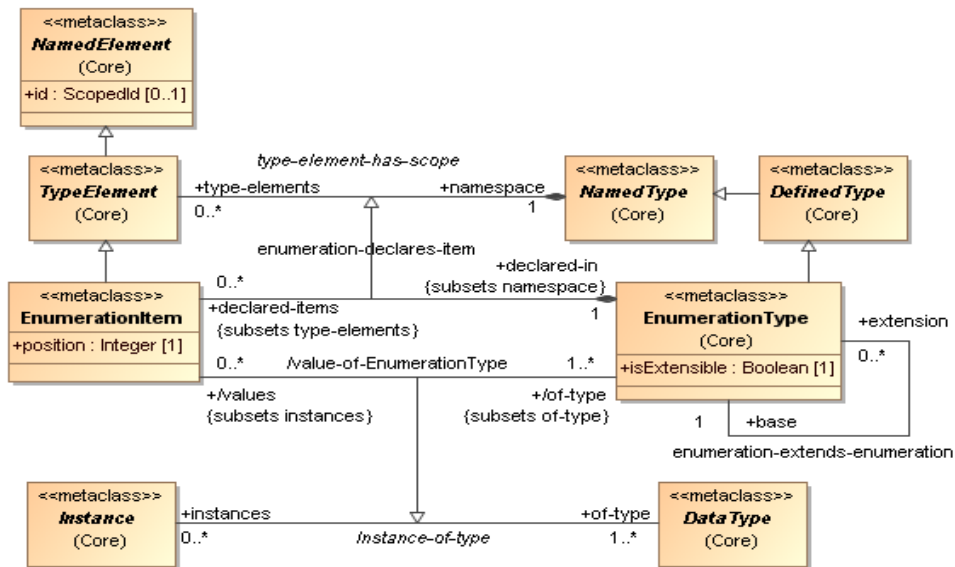 <<metaclass>>
NamedElement
(Core)
+id : ScopedId [0..1]
<<metaclass>>
TypeElement
(Core)
type-element-has-scope
+type-elements
0..*
+namespace
1
<<metaclass>>
NamedType
(Core)
<<metaclass>>
DefinedType
(Core)
enumeration-declares-item
<<metaclass>>
EnumerationItem
+position : Integer [1]
0..*
+declared-items
{subsets type-elements}
+declared-in
{subsets namespace}
1
<<metaclass>>
EnumerationType
(Core)
+isExtensible : Boolean [1]
+extension
0..*
0..*
/value-of-EnumerationType
1..*
+/values
{subsets instances}
+/of-type
{subsets of-type}
1
+base
enumeration-extends-enumeration
<<metaclass>>
Instance
(Core)
+instances
0..*
Instance-of-type
+of-type
1..*
<<metaclass>>
DataType
(Core)